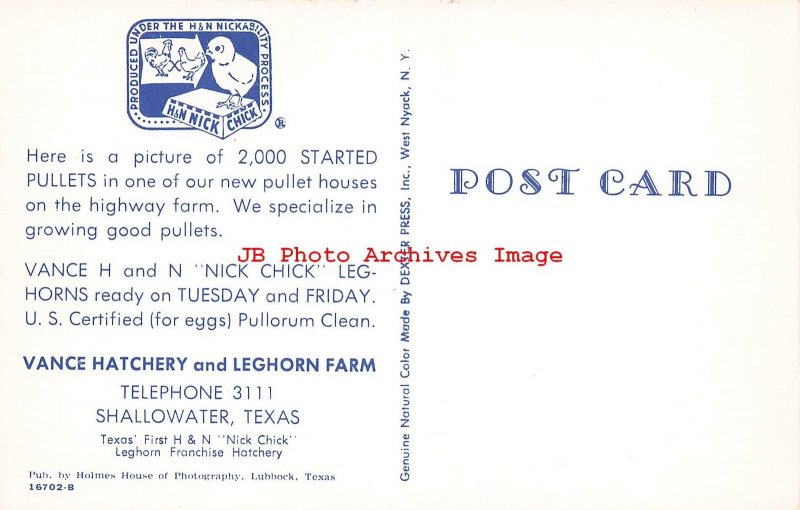 PRODUCED UNDER THE H&N NICKABILITY PROCESS.
H&N NICK CHICK
®
Here is a picture of 2,000 STARTED
PULLETS in one of our new pullet houses
on the highway farm. We specialize in
growing good pullets.
VANCE H and N "NICK CHICK" LEG-
HORNS ready on TUESDAY and FRIDAY.
U. S. Certified (for eggs) Pullorum Clean.
VANCE HATCHERY and LEGHORN FARM
TELEPHONE 3111
SHALLOWATER, TEXAS
Texas' First H & N "Nick Chick"
Leghorn Franchise Hatchery
Pub. by Holmes House of Photography, Lubbock, Texas
16702-B
Genuine Natural Color Made By DEXTER PRESS, Inc., West Nyack, N. Y.
POST CARD
JB Photo Archives Image